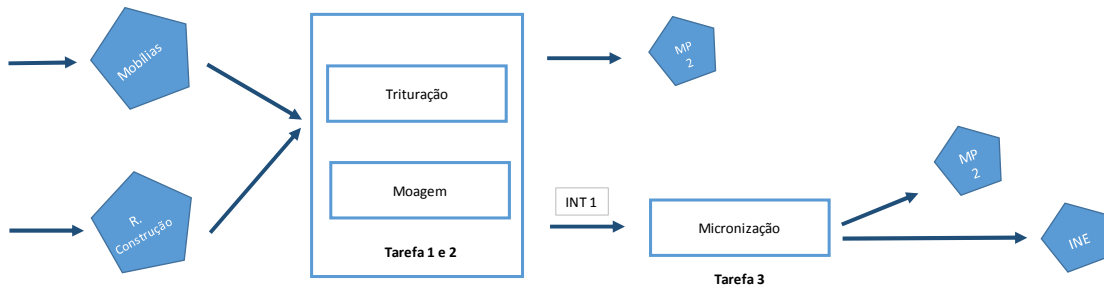 Mobílias
MP
2
Trituração
MP
2
Moagem
R.
Construção
INT 1
Micronização
INE
Tarefa 1 e 2
Tarefa 3